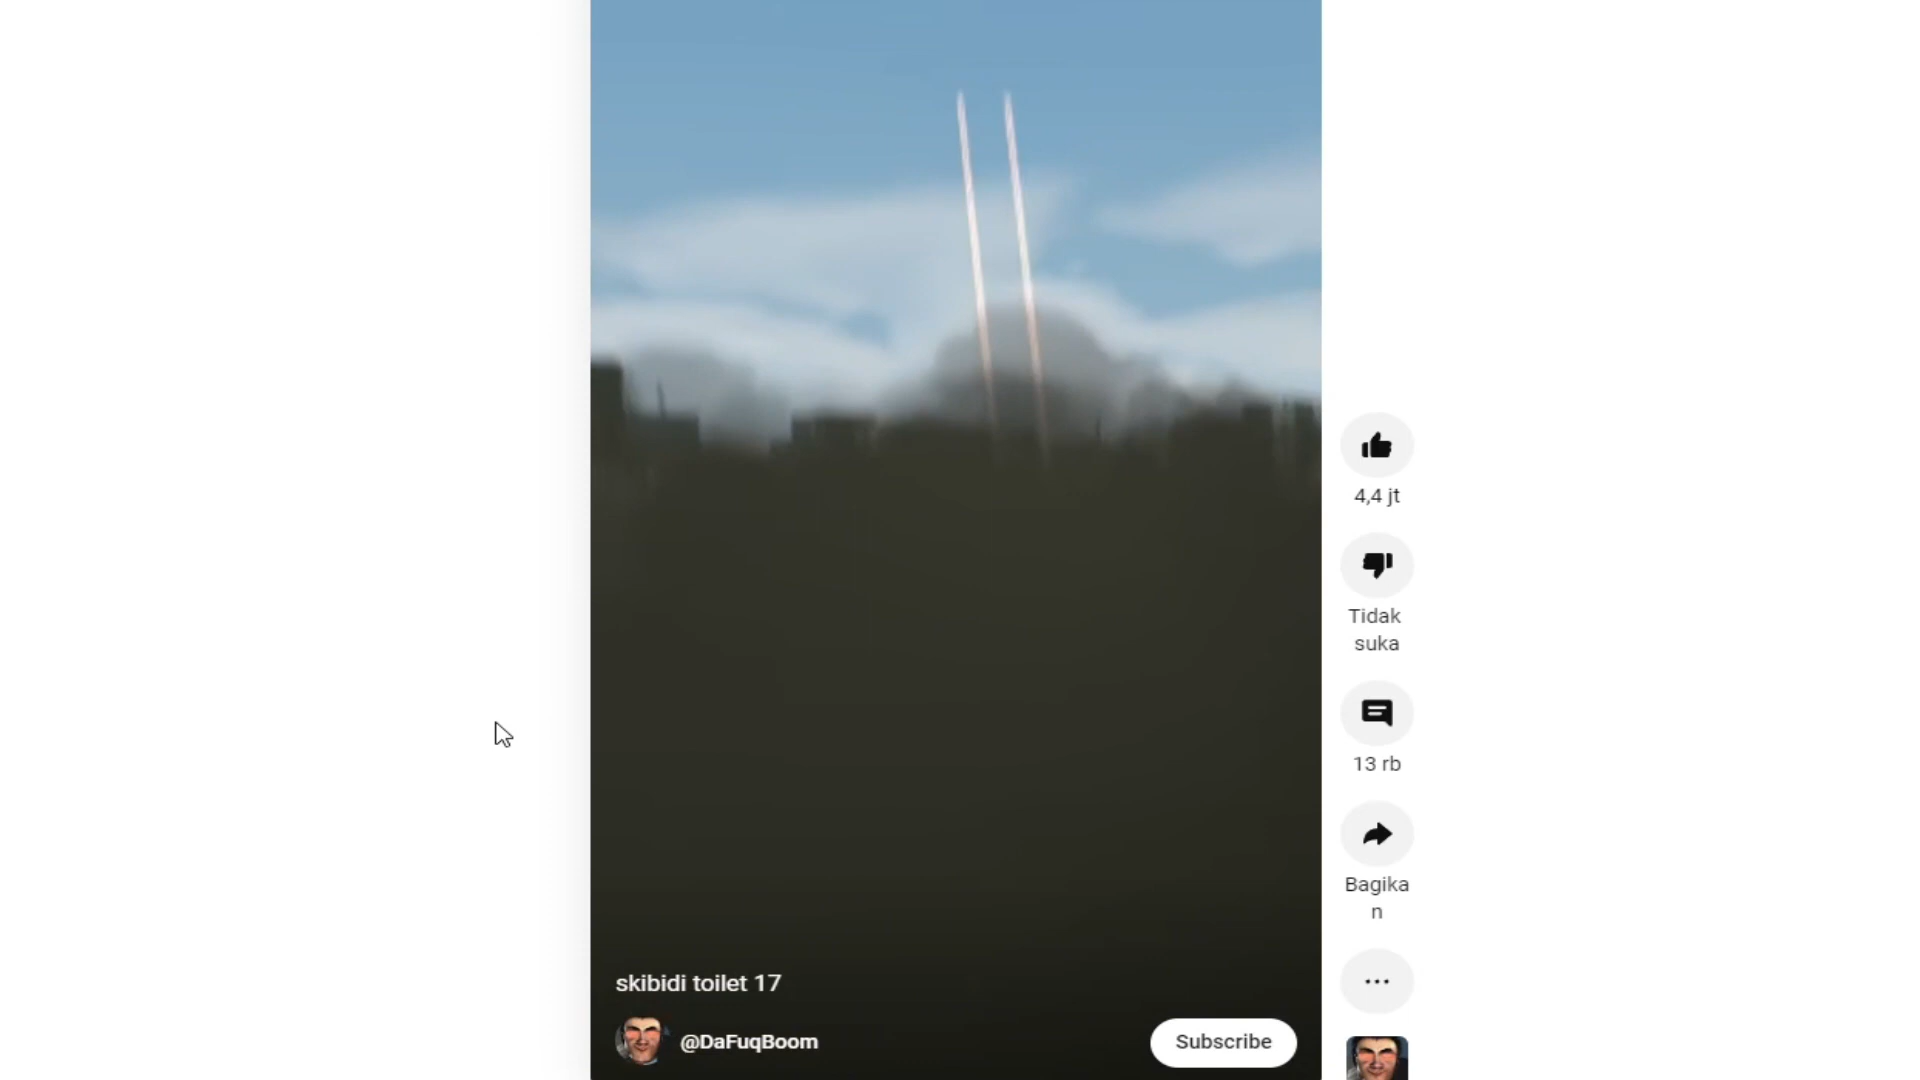 4,4 jt
Tidak
suka
13 rb
Bagika
n
skibidi toilet 17
@DaFuqBoom
Subscribe